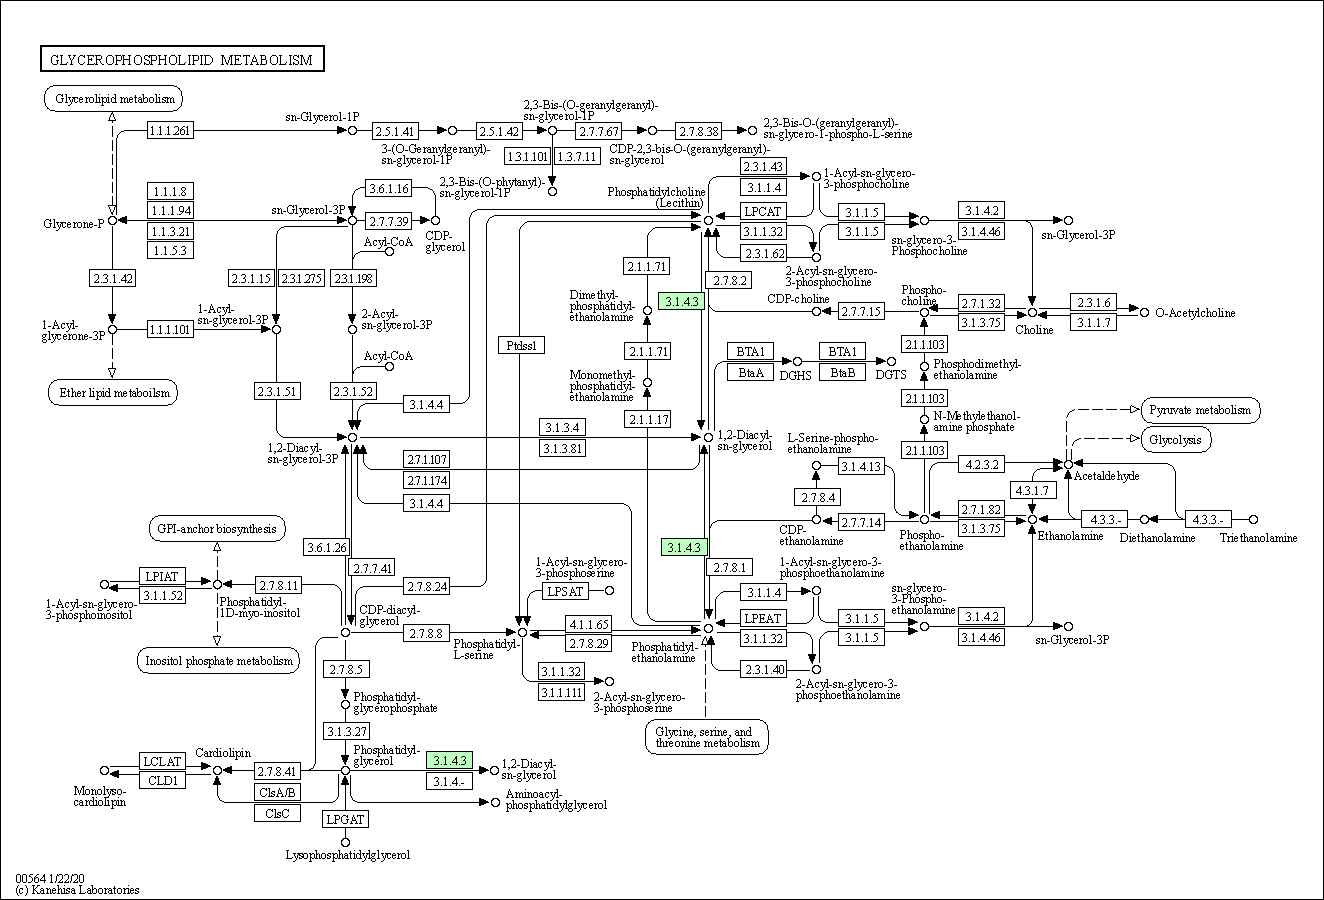 GLYCEROPHOSPHOLIPID METABOLISM
Glycerolipid metabolism
1.1.1.261
sn-Glycerol-1P
2.5.1.41
2.5.1.42
2,3-Bis-(O-geranylgeranyl)-
sn-glycerol-1P
2.7.7.67
2.7.8.38
2,3-Bis-O-(geranylgeranyl)-
sn-glycero-1-phospho-L-serine
3-(O-Geranylgeranyl)-
sn-glycerol-1P
1.3.1.101
1.3.7.11
CDP-2,3-bis-O-(geranylgeranyl)-
sn-glycerol
2,3-Bis-(O-phytanyl)-
sn-glycerol-1P
1.1.1.8
1.1.1.94
1.1.3.21
1.1.5.3
Glycerone-P
sn-Glycerol-3P
3.6.1.16
2.7.7.39
CDP-
glycerol
Acyl-CoA
Phosphatidylcholine
(Lecithin)
2.3.1.43
3.1.1.4
LPCAT
3.1.1.32
2.3.1.62
1-Acyl-sn-glycero-
3-phosphocholine
3.1.1.5
3.1.1.5
sn-glycero-3-
Phosphocholine
3.1.4.2
3.1.4.46
sn-Glycerol-3P
2-Acyl-sn-glycero-
3-phosphocholine
2.3.1.42
2.3.1.15
2.3.1.275
2.3.1.198
2.1.1.71
2.7.8.2
1-Acyl-
glycerone-3P
1.1.1.101
1-Acyl-
sn-glycerol-3P
2-Acyl-
sn-glycerol-3P
Dimethyl-
phosphatidyl-
ethanolamine
3.1.4.3
CDP-choline
2.7.7.15
Phospho-
choline
2.7.1.32
3.1.3.75
Choline
2.3.1.6
3.1.1.7
O-Acetylcholine
Ether lipid metaboilsm
Acyl-CoA
Ptdss1
2.1.1.71
BTA1
BtaA
DGHS
BTA1
BtaB
DGTS
2.1.1.103
Phosphodimethyl-
ethanolamine
2.3.1.51
2.3.1.52
3.1.4.4
Monomethyl-
phosphatidyl-
ethanolamine
2.1.1.17
2.1.1.103
N-Methylethanol-
amine phosphate
Pyruvate metabolism
Glycolysis
1,2-Diacyl-
sn-glycerol-3P
3.1.3.4
3.1.3.81
1,2-Diacyl-
sn-glycerol
L-Serine-phospho-
ethanolamine
2.1.1.103
2.7.1.107
2.7.1.174
3.1.4.4
3.1.4.13
4.2.3.2
Acetaldehyde
2.7.8.4
4.3.1.7
GPI-anchor biosynthesis
CDP-
ethanolamine
2.7.7.14
Phospho-
ethanolamine
2.7.1.82
3.1.3.75
Ethanolamine
4.3.3.-
Diethanolamine
4.3.3.-
Triethanolamine
3.6.1.26
2.7.7.41
3.1.4.3
2.7.8.1
1-Acyl-sn-glycero-
3-phosphoinositol
LPIAT
3.1.1.52
Phosphatidyl-
1D-myo-inositol
2.7.8.11
CDP-diacyl-
glycerol
2.7.8.24
1-Acyl-sn-glycero-
3-phosphoserine
LPSAT
1-Acyl-sn-glycero-3-
phosphoethanolamine
3.1.1.4
LPEAT
3.1.1.32
2.3.1.40
sn-glycero-
3-Phospho-
ethanolamine
3.1.1.5
3.1.1.5
3.1.4.2
3.1.4.46
sn-Glycerol-3P
Inositol phosphate metabolism
2.7.8.8
Phosphatidyl-
L-serine
4.1.1.65
2.7.8.29
Phosphatidyl-
ethanolamine
2-Acyl-sn-glycero-3-
phosphoethanolamine
2.7.8.5
3.1.1.32
3.1.1.111
2-Acyl-sn-glycero-
3-phosphoserine
Phosphatidyl-
glycerophosphate
3.1.3.27
Glycine, serine, and
threonine metabolism
Cardiolipin
Phosphatidyl-
glycerol
3.1.4.3
3.1.4.-
1,2-Diacyl-
sn-glycerol
LCLAT
CLD1
Monolyso-
cardiolipin
2.7.8.41
ClsA/B
ClsC
LPGAT
Aminoacyl-
phosphatidylglycerol
Lysophosphatidylglycerol
00564 1/22/20
(c) Kanehisa Laboratories